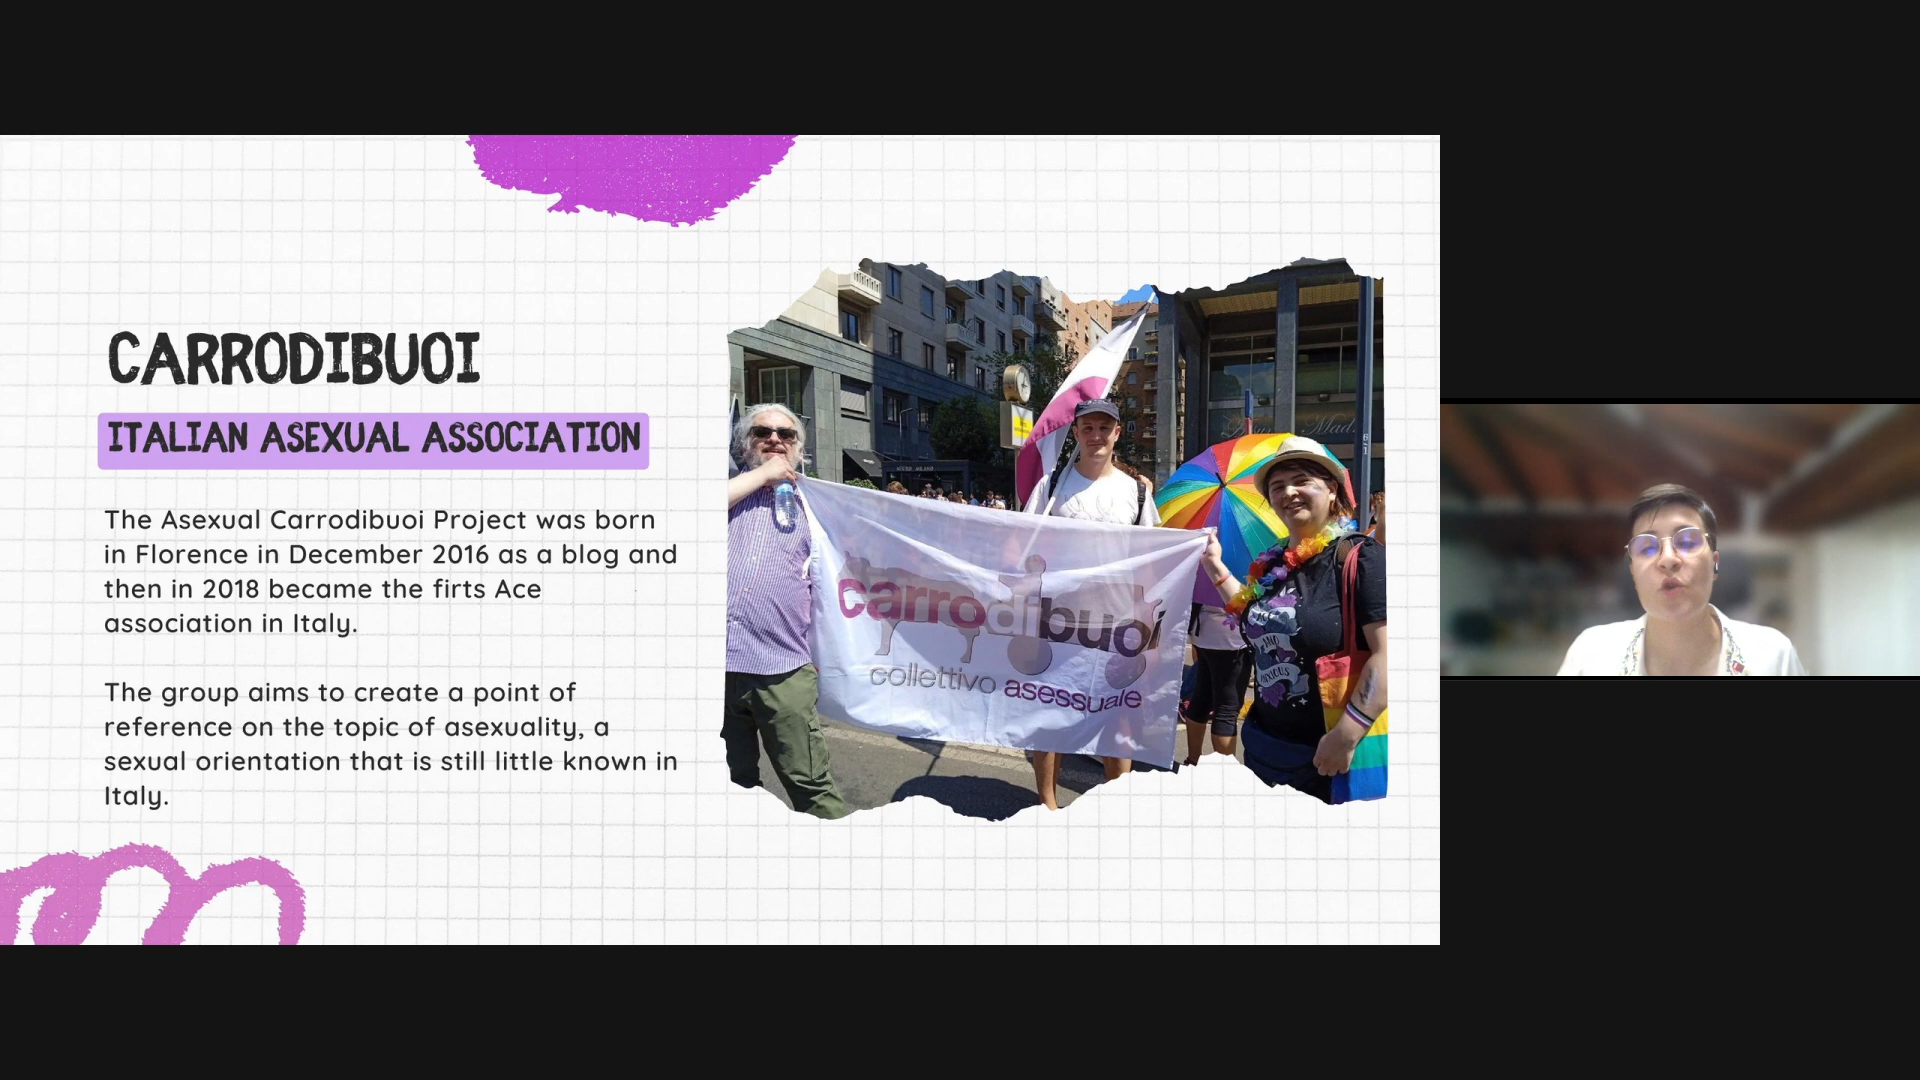 CARRODIBUOI
ITALIAN ASEXUAL ASSOCIATION
The Asexual Carrodibuoi Project was born
in Florence in December 2016 as a blog and
then in 2018 became the firts Ace
association in Italy.
The group aims to create a point of
reference on the topic of asexuality, a
sexual orientation that is still little known in
Italy.
carrodibuoi
collettivo asessuale